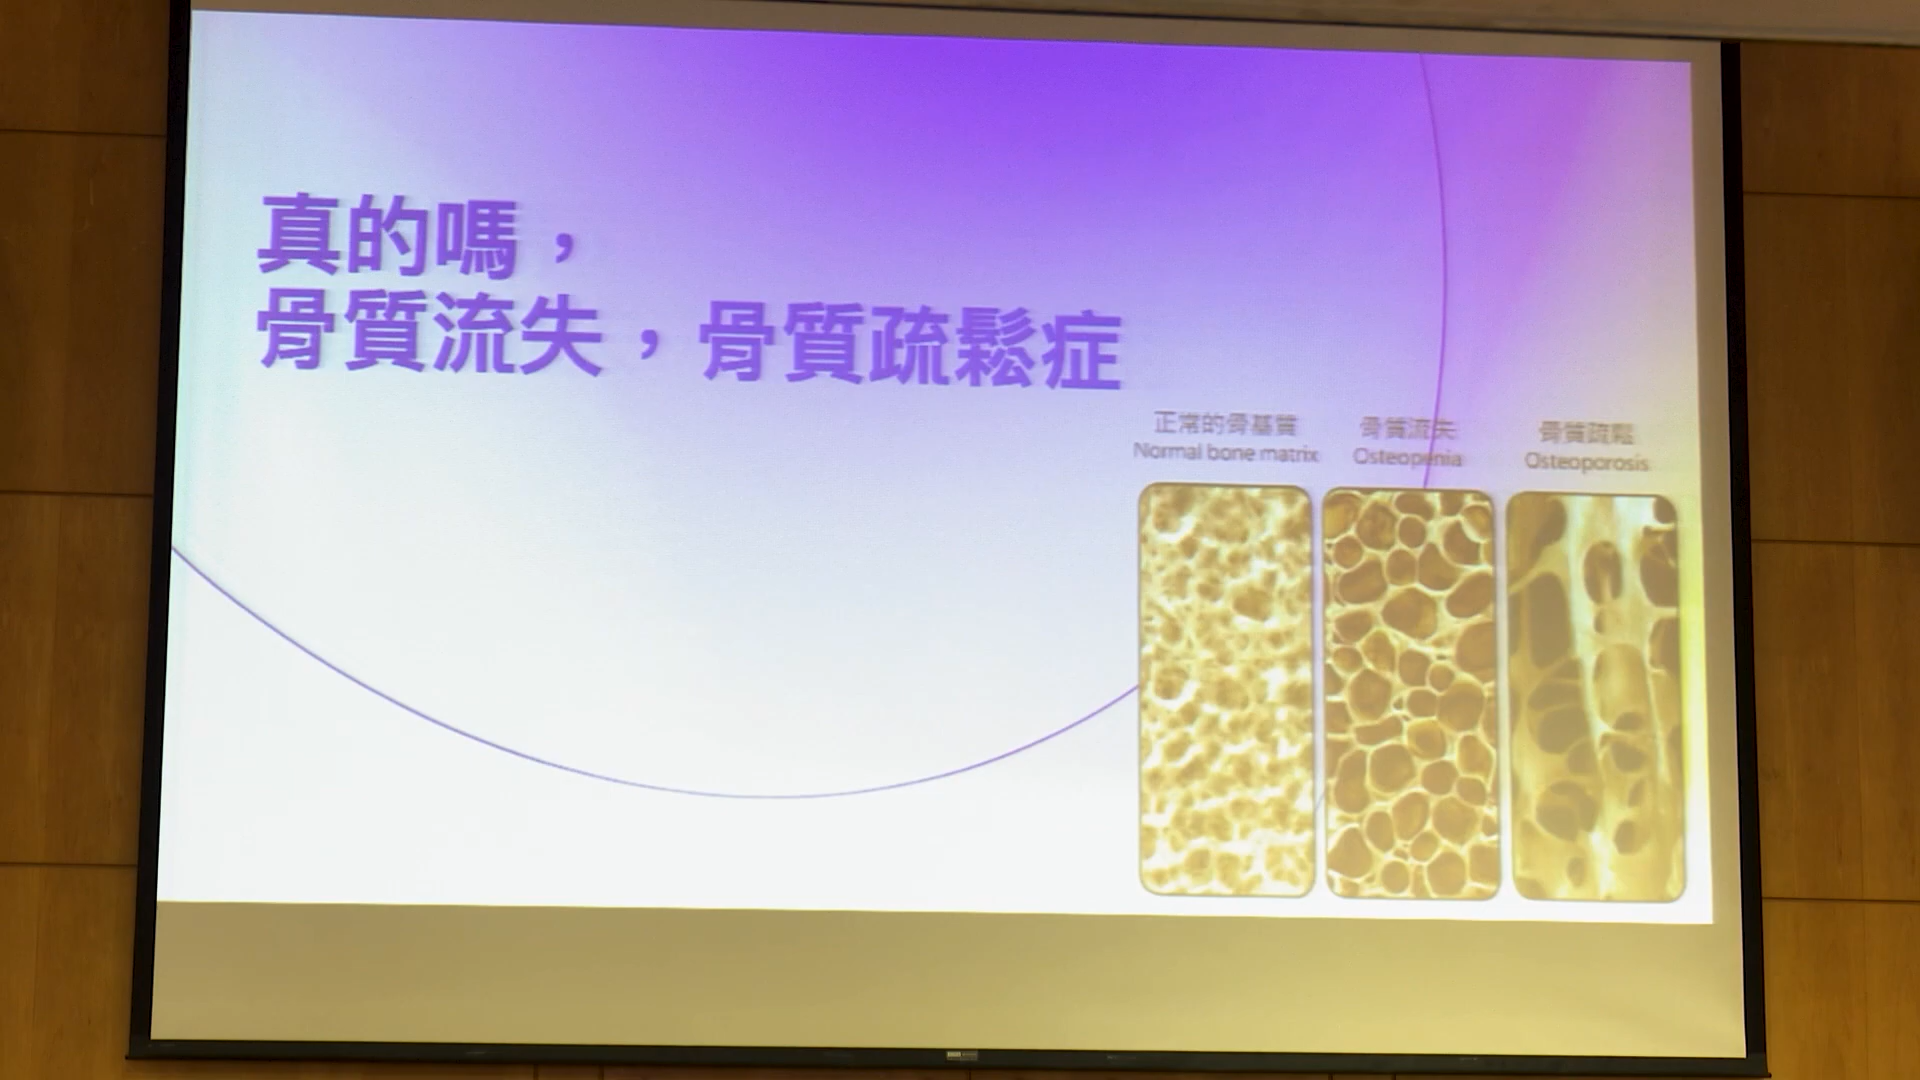 真的嗎，
骨質流失，骨質疏鬆症
正常的骨基質
Normal bone matrix
骨質流失
Osteopenia
骨質疏鬆
Osteoporosis